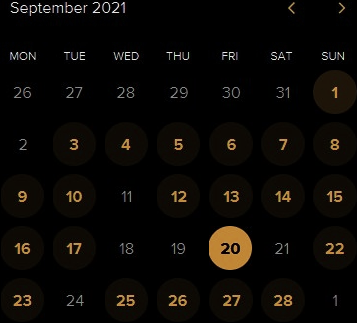 September 2021
MON TUE WED THU FRI SAT SUN
26 27 28 29 30 31 1
2 3 4 5 6 7 8
9 10 11 12 13 14 15
16 17 18 19 20 21 22
23 24 25 26 27 28 1